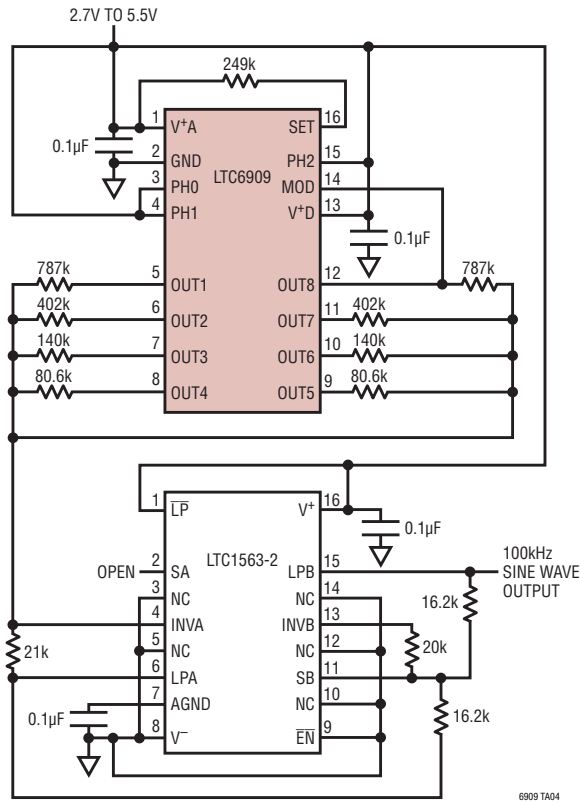 2.7V TO 5.5V
249k
1 V+A SET 16
0.1µF
2 GND PH2 15
LTC6909
3 PH0 MOD 14
4 PH1 V+D 13
0.1µF
787k 5 OUT1 OUT8 12 787k
402k 6 OUT2 OUT7 11 402k
140k 7 OUT3 OUT6 10 140k
80.6k 8 OUT4 OUT5 9 80.6k
1 LP V+ 16
0.1µF
LTC1563-2
OPEN 2 SA LPB 15
100kHz
SINE WAVE
OUTPUT
3 NC NC 14
16.2k
4 INVA INVB 13
21k
5 NC NC 12
20k
6 LPA SB 11
7 AGND NC 10
0.1µF
16.2k
8 V– EN 9
6909 TA04